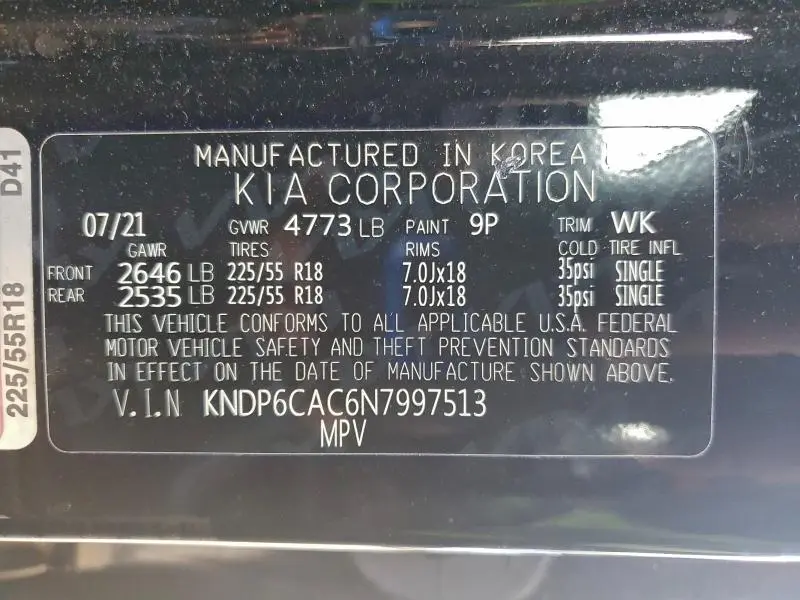 MANUFACTURED IN KOREA
KIA CORPORATION
07/21 GVWR 4773 LB PAINT 9P TRIM WK
GAWR TIRES RIMS COLD TIRE INFL
FRONT 2646 LB 225/55 R18 7.0Jx18 35psi SINGLE
REAR 2535 LB 225/55 R18 7.0Jx18 35psi SINGLE
THIS VEHICLE CONFORMS TO ALL APPLICABLE U.S.A. FEDERAL
MOTOR VEHICLE SAFETY AND THEFT PREVENTION STANDARDS
IN EFFECT ON THE DATE OF MANUFACTURE SHOWN ABOVE.
V.I.N KNDP6CAC6N7997513
MPV
225/55R18 D41